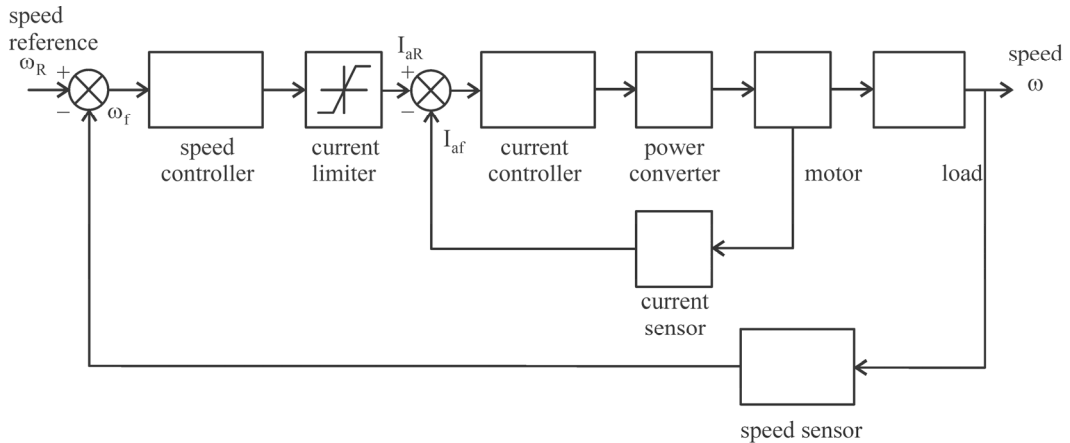 speed
reference
ω_R
+
−
ω_f
speed
controller
current
limiter
I_aR
+
−
I_af
current
controller
power
converter
motor
load
speed
ω
current
sensor
speed sensor